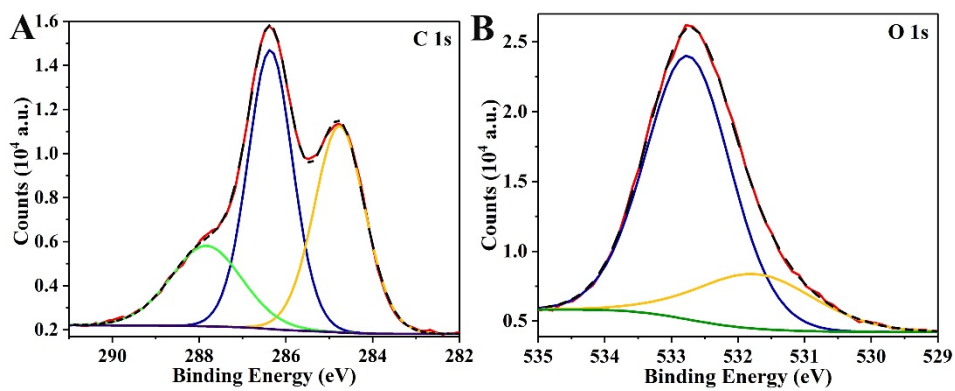 A
C 1s
Counts (10⁴ a.u.)
1.6
1.4
1.2
1.0
0.8
0.6
0.4
0.2
290 288 286 284 282
Binding Energy (eV)
B
O 1s
Counts (10⁴ a.u.)
2.5
2.0
1.5
1.0
0.5
535 534 533 532 531 530 529
Binding Energy (eV)